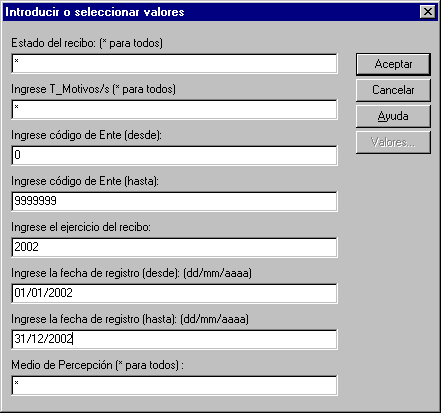 Introducir o seleccionar valores
Estado del recibo: (* para todos)
*
Aceptar
Ingrese T_Motivos/s (* para todos)
Cancelar
*
Ayuda
Ingrese código de Ente (desde):
Valores...
0
Ingrese código de Ente (hasta):
9999999
Ingrese el ejercicio del recibo:
2002
Ingrese la fecha de registro (desde): (dd/mm/aaaa)
01/01/2002
Ingrese la fecha de registro (hasta): (dd/mm/aaaa)
31/12/2002
Medio de Percepción (* para todos) :
*